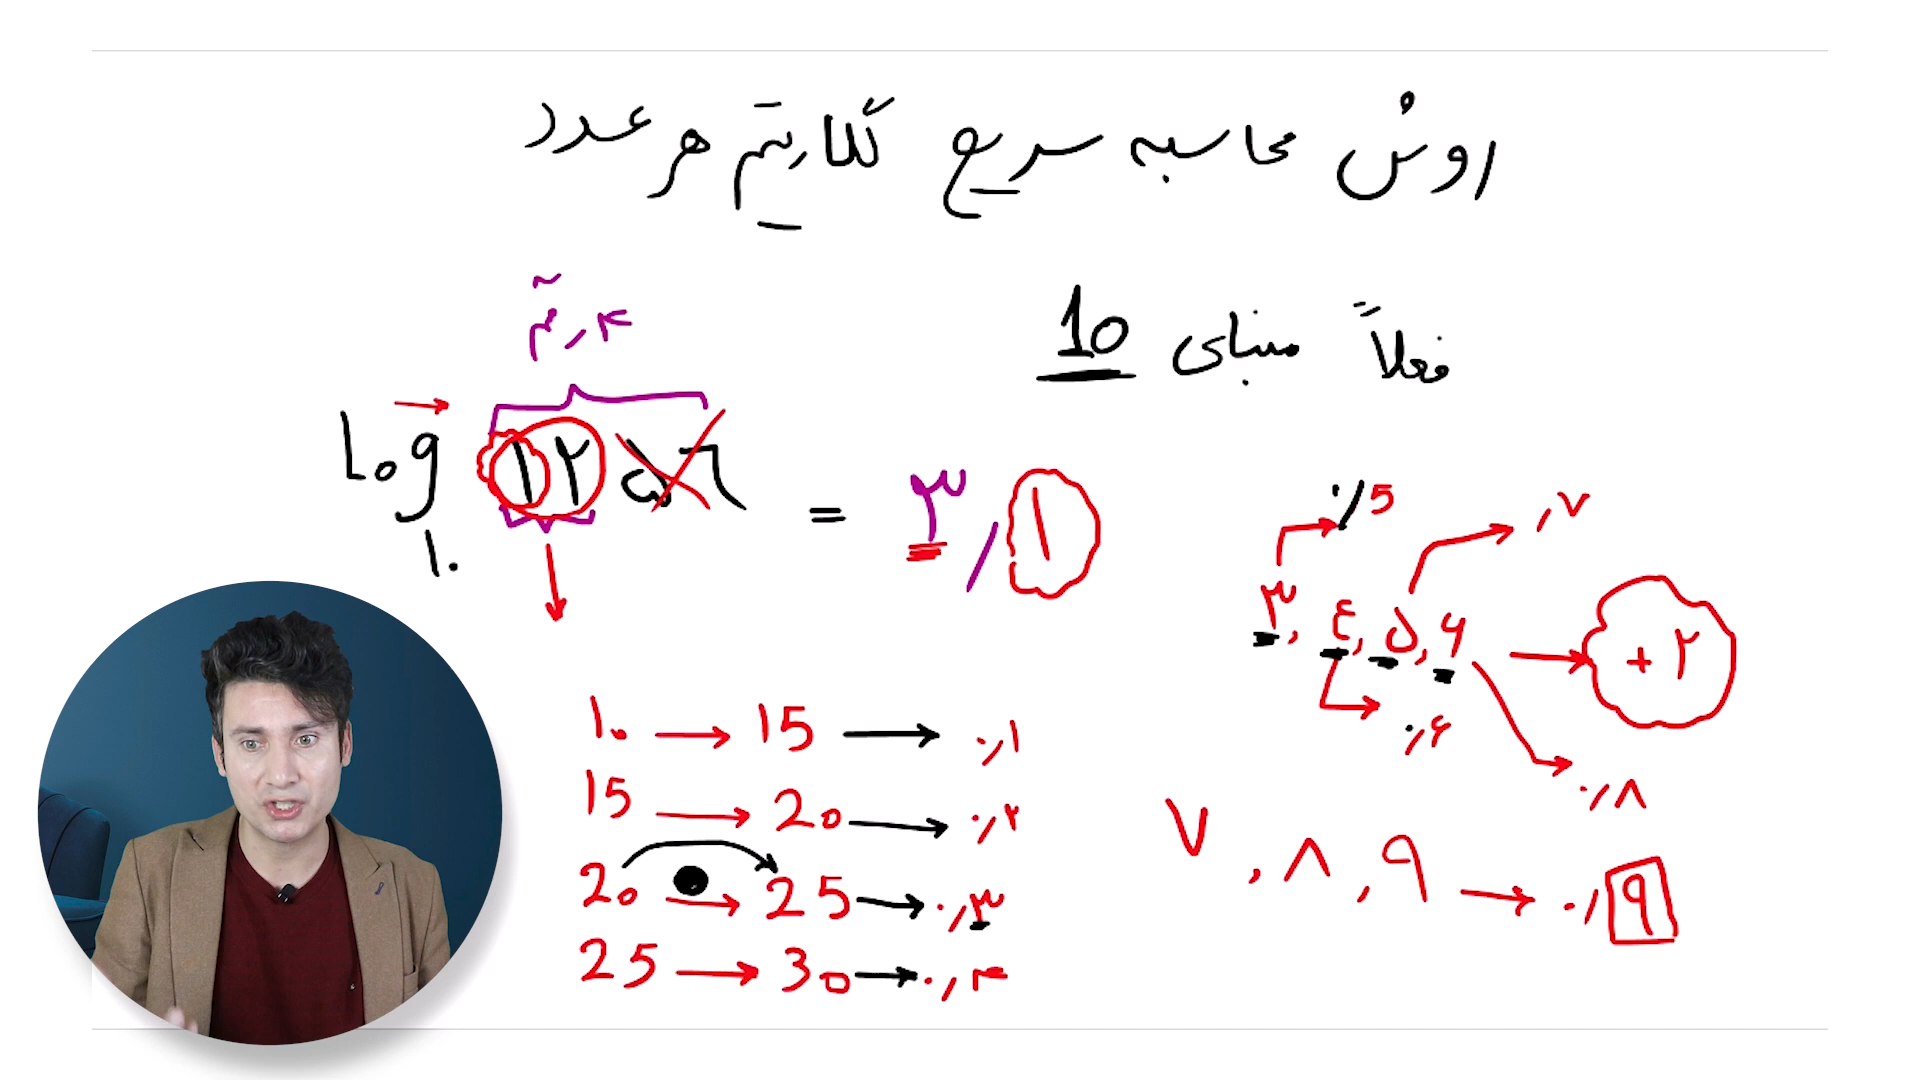 روش محاسبه سریع لگاریتم هر عدد
فعلاً مبنای 10
۴ رقم
log ۱۲۵۶ = ۳/۱
۱۰
۰/5
۰/۷
۳, ٤, ۵, ۶ → +۲
۰/۶
۰/۸
۱۰ → 15 → ۰/۱
15 → 20 → ۰/۲
20 → 25 → ۰/۳
25 → 30 → ۰/۴
۷, ۸, ۹ → ۰/۹